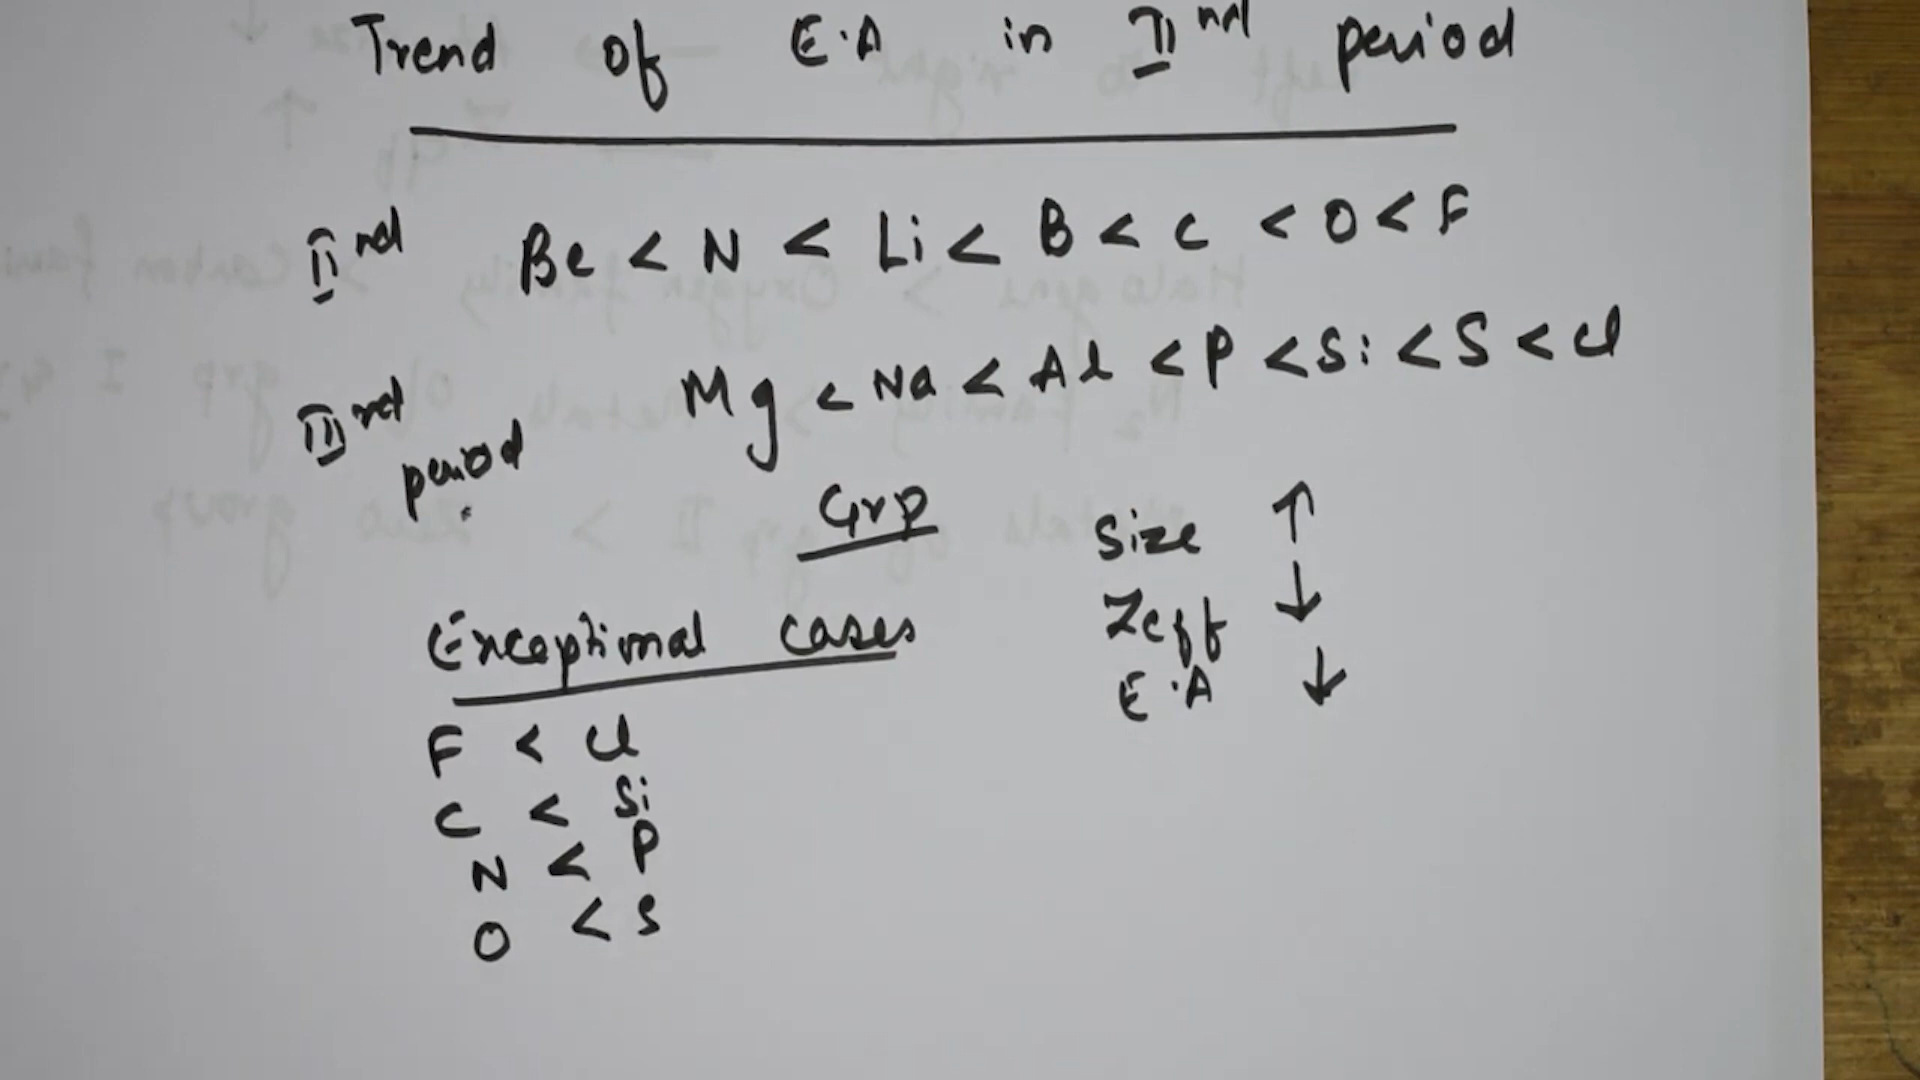 Trend of E.A in IInd period
IInd Be < N < Li < B < C < O < F
IIIrd period Mg < Na < Al < P < Si < S < Cl
Grp
Size ↑
Zeff ↓
E.A ↓
Exceptional cases
F < Cl
C < Si
N < P
O < S